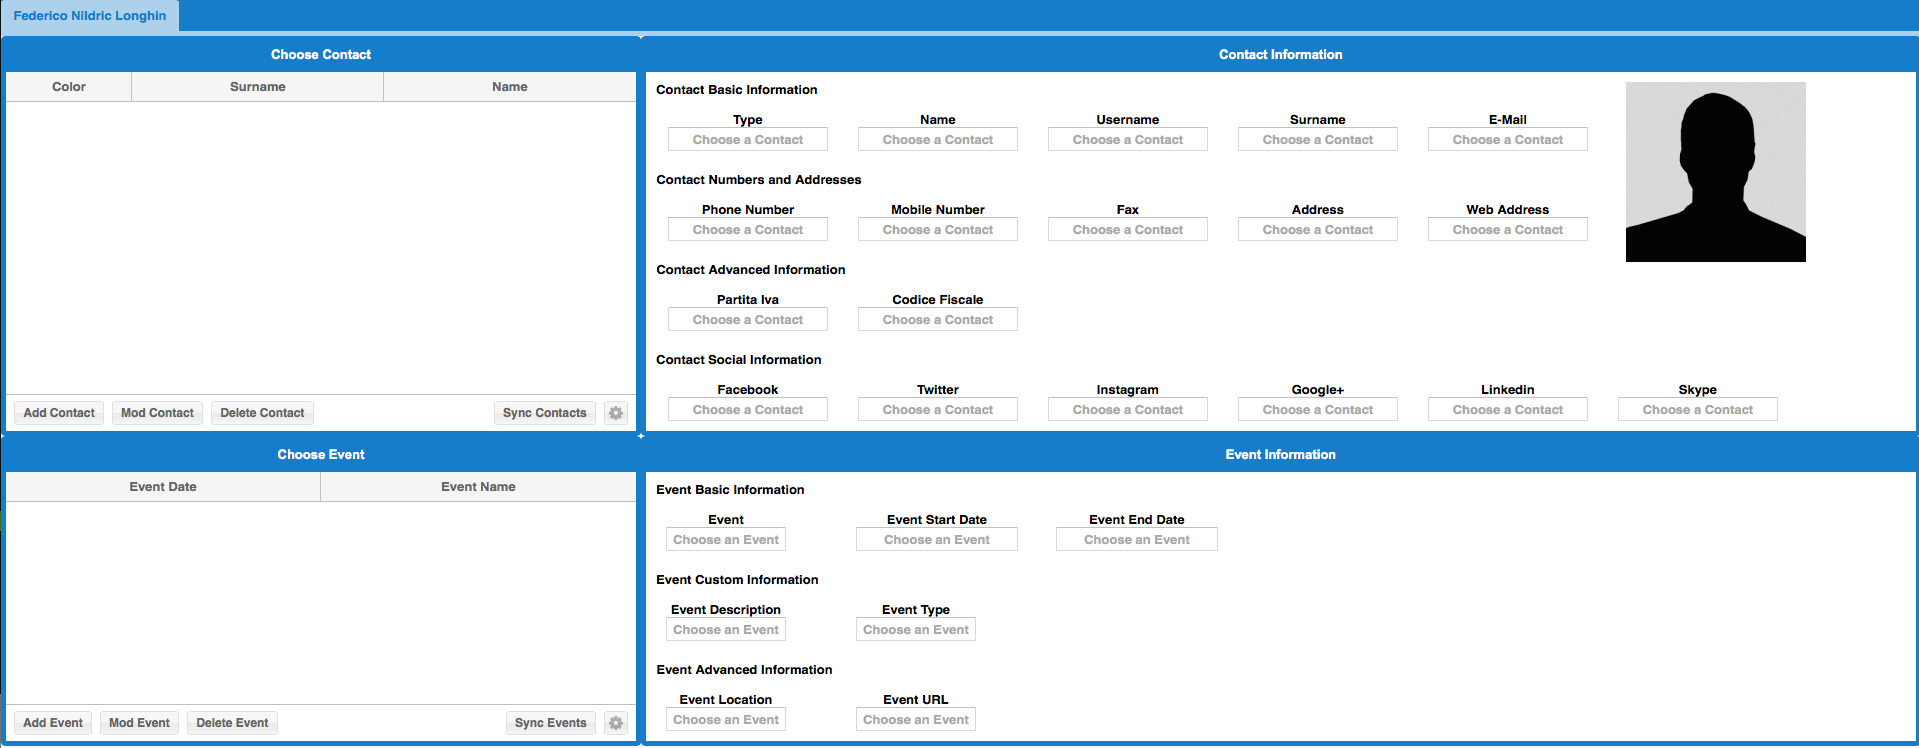 Federico Nildric Longhin
Choose Contact
Color Surname Name
Add Contact Mod Contact Delete Contact Sync Contacts
Contact Information
Contact Basic Information
Type Name Username Surname E-Mail
Choose a Contact Choose a Contact Choose a Contact Choose a Contact Choose a Contact
Contact Numbers and Addresses
Phone Number Mobile Number Fax Address Web Address
Choose a Contact Choose a Contact Choose a Contact Choose a Contact Choose a Contact
Contact Advanced Information
Partita Iva Codice Fiscale
Choose a Contact Choose a Contact
Contact Social Information
Facebook Twitter Instagram Google+ Linkedin Skype
Choose a Contact Choose a Contact Choose a Contact Choose a Contact Choose a Contact Choose a Contact
Choose Event
Event Date Event Name
Add Event Mod Event Delete Event Sync Events
Event Information
Event Basic Information
Event Event Start Date Event End Date
Choose an Event Choose an Event Choose an Event
Event Custom Information
Event Description Event Type
Choose an Event Choose an Event
Event Advanced Information
Event Location Event URL
Choose an Event Choose an Event